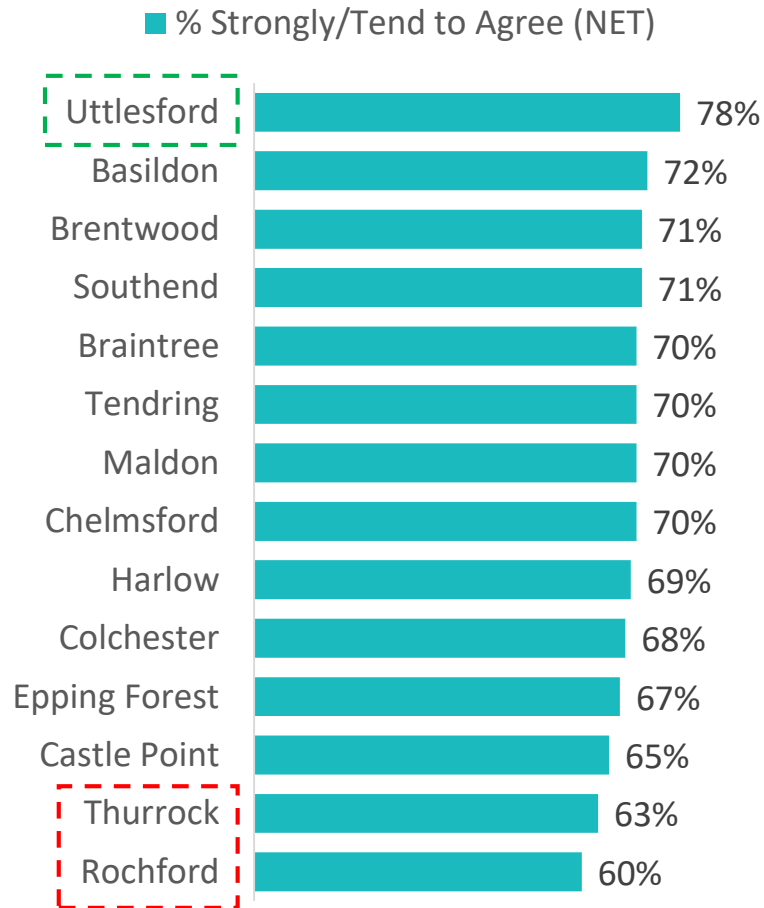 % Strongly/Tend to Agree (NET)
Uttlesford 78%
Basildon 72%
Brentwood 71%
Southend 71%
Braintree 70%
Tendring 70%
Maldon 70%
Chelmsford 70%
Harlow 69%
Colchester 68%
Epping Forest 67%
Castle Point 65%
Thurrock 63%
Rochford 60%